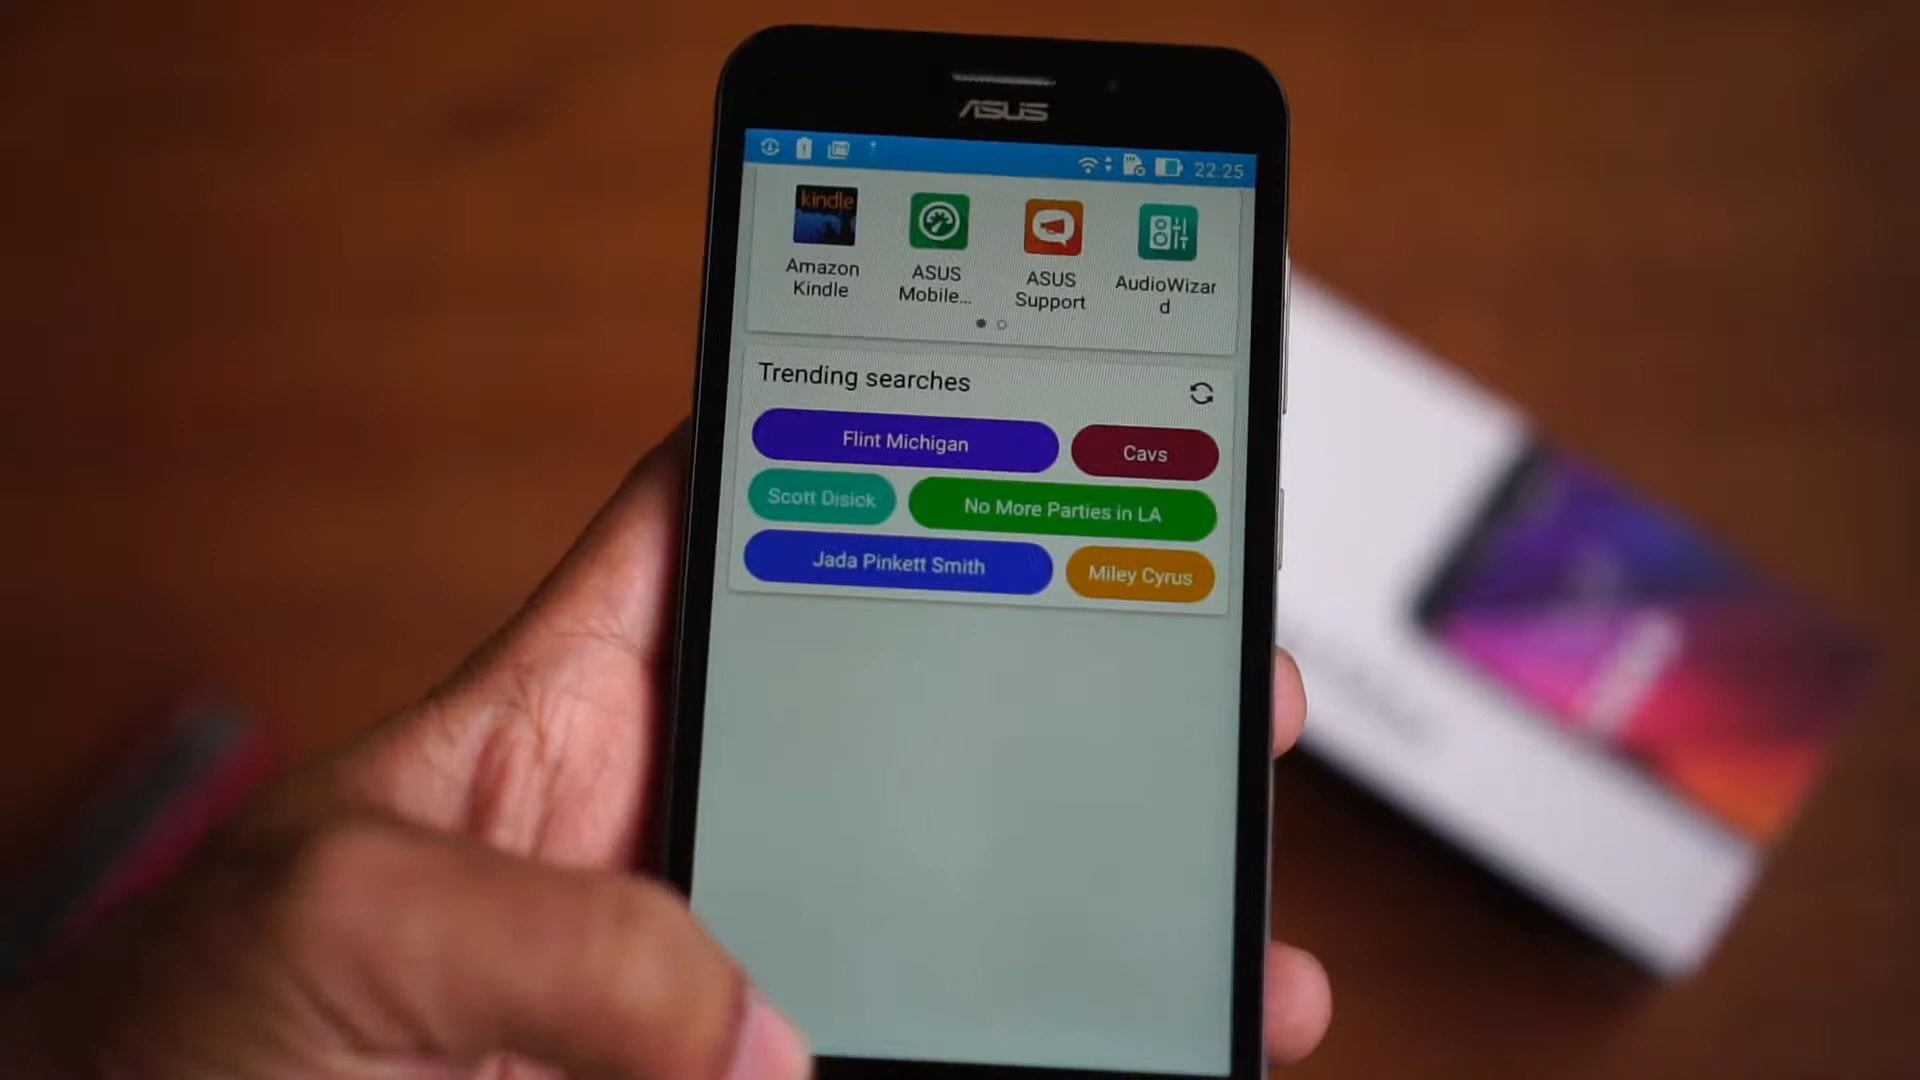 ASUS
22:25
kindle
Amazon
Kindle
ASUS
Mobile...
ASUS
Support
AudioWizar
d
Trending searches
Flint Michigan
Cavs
Scott Disick
No More Parties in LA
Jada Pinkett Smith
Miley Cyrus